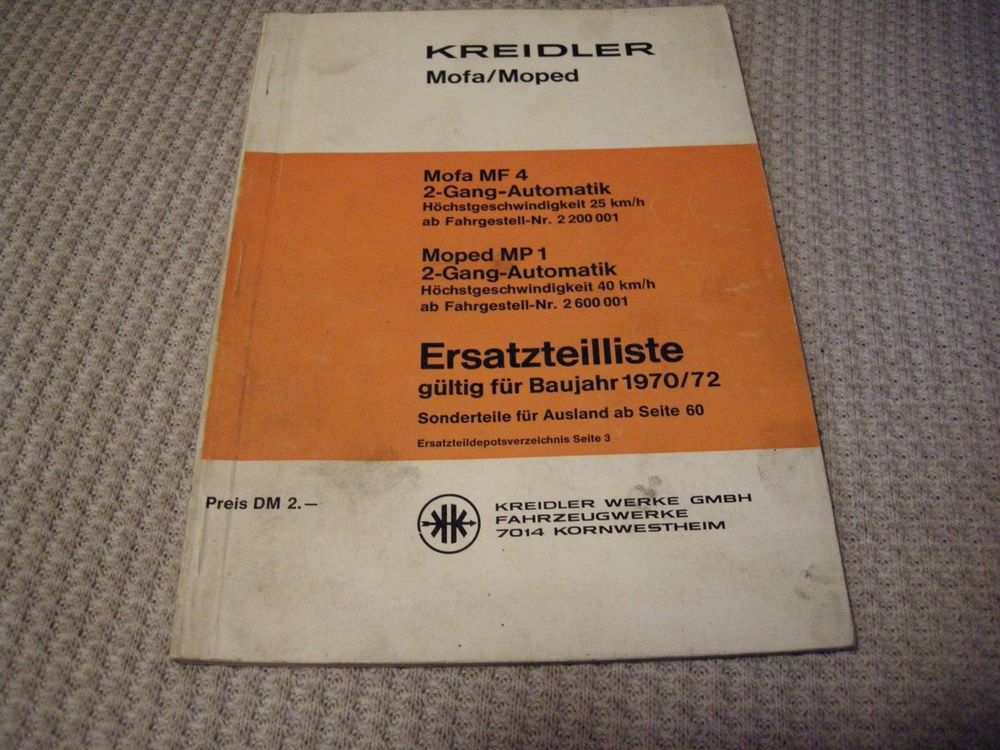 KREIDLER
Mofa/Moped
Mofa MF 4
2-Gang-Automatik
Höchstgeschwindigkeit 25 km/h
ab Fahrgestell-Nr. 2 200 001
Moped MP 1
2-Gang-Automatik
Höchstgeschwindigkeit 40 km/h
ab Fahrgestell-Nr. 2 600 001
Ersatzteilliste
gültig für Baujahr 1970/72
Sonderteile für Ausland ab Seite 60
Ersatzteildepotsverzeichnis Seite 3
Preis DM 2.—
KREIDLER WERKE GMBH
FAHRZEUGWERKE
7014 KORNWESTHEIM